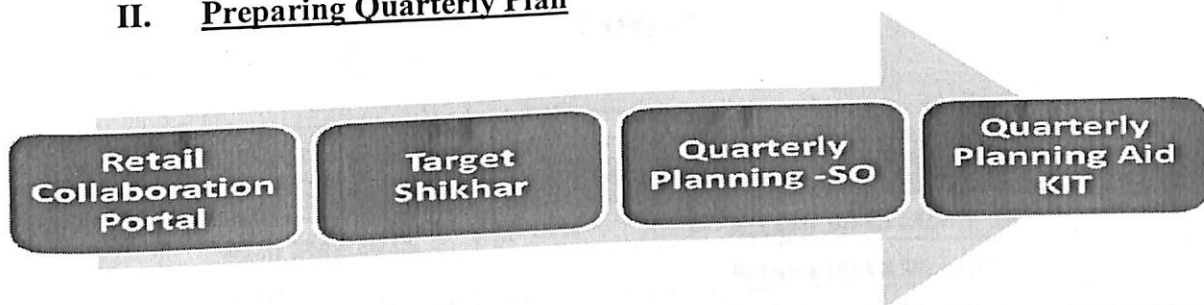 II. Preparing Quarterly Plan
Retail
Collaboration
Portal
Target
Shikhar
Quarterly
Planning -SO
Quarterly
Planning Aid
KIT